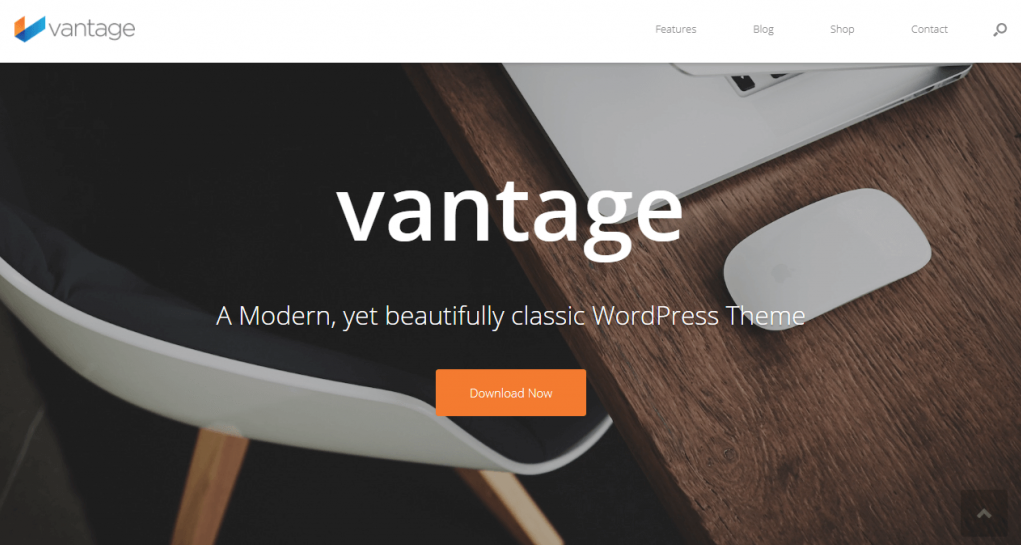 vantage
Features Blog Shop Contact
vantage
A Modern, yet beautifully classic WordPress Theme
Download Now